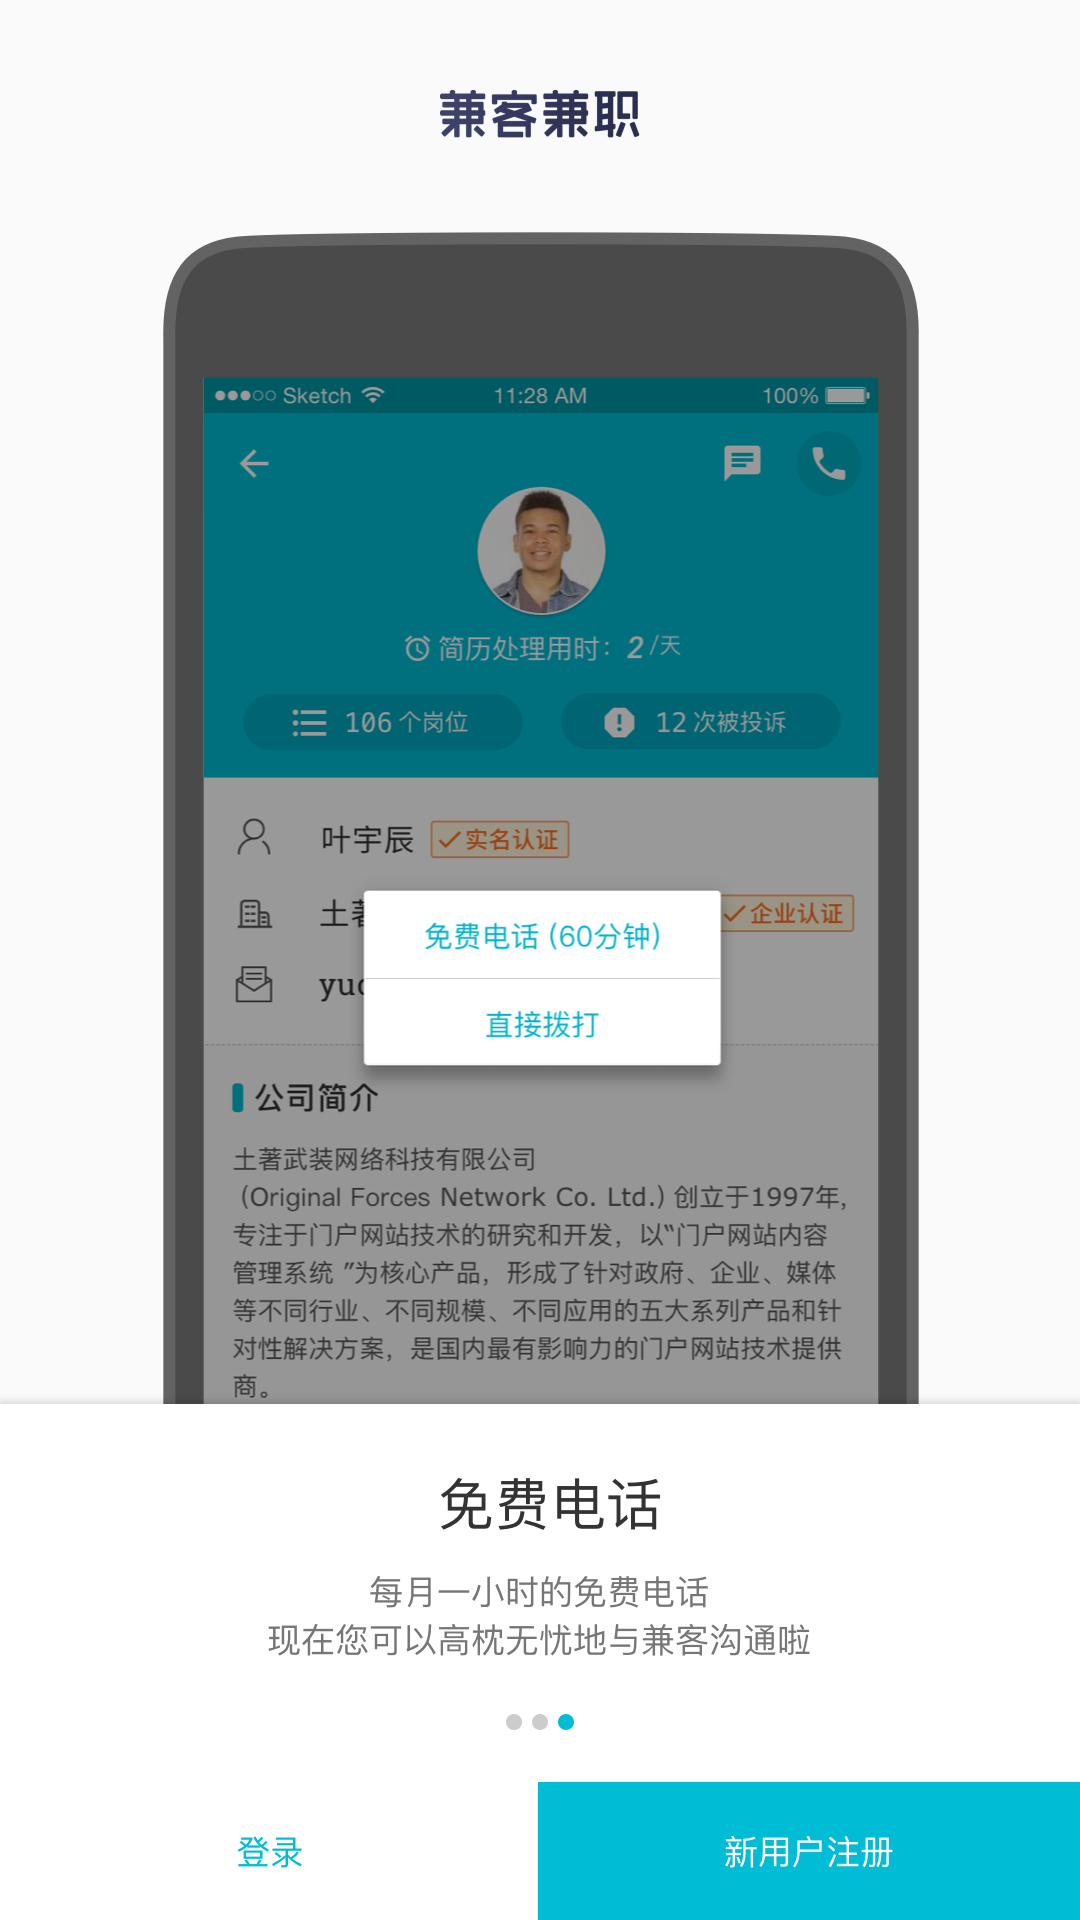 兼客兼职
Sketch 11:28 AM 100%
简历处理用时：2/天
106个岗位 12次被投诉
叶宇辰 实名认证
土 企业认证
免费电话 (60分钟)
直接拨打
公司简介
土著武装网络科技有限公司
（Original Forces Network Co. Ltd.）创立于1997年，
专注于门户网站技术的研究和开发，以“门户网站内容
管理系统 ”为核心产品，形成了针对政府、企业、媒体
等不同行业、不同规模、不同应用的五大系列产品和针
对性解决方案，是国内最有影响力的门户网站技术提供
商。
免费电话
每月一小时的免费电话
现在您可以高枕无忧地与兼客沟通啦
登录 新用户注册